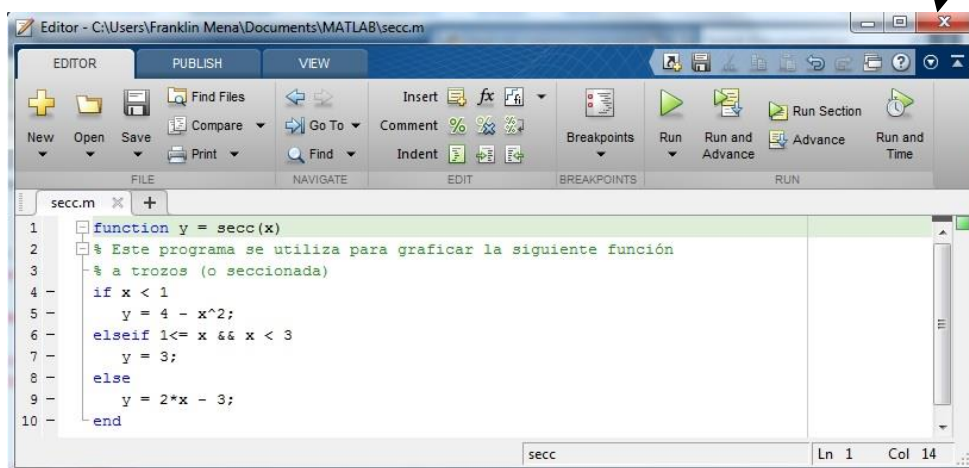 Editor - C:\Users\Franklin Mena\Documents\MATLAB\secc.m
EDITOR PUBLISH VIEW
New Open Save Find Files Compare Print
Go To Find
Insert fx Comment Indent
Breakpoints
Run Run and Advance Run Section Advance Run and Time
FILE NAVIGATE EDIT BREAKPOINTS RUN
secc.m
1 function y = secc(x)
2 % Este programa se utiliza para graficar la siguiente función
3 % a trozos (o seccionada)
4 – if x < 1
5 – y = 4 - x^2;
6 – elseif 1<= x && x < 3
7 – y = 3;
8 – else
9 – y = 2*x - 3;
10 – end
secc Ln 1 Col 14